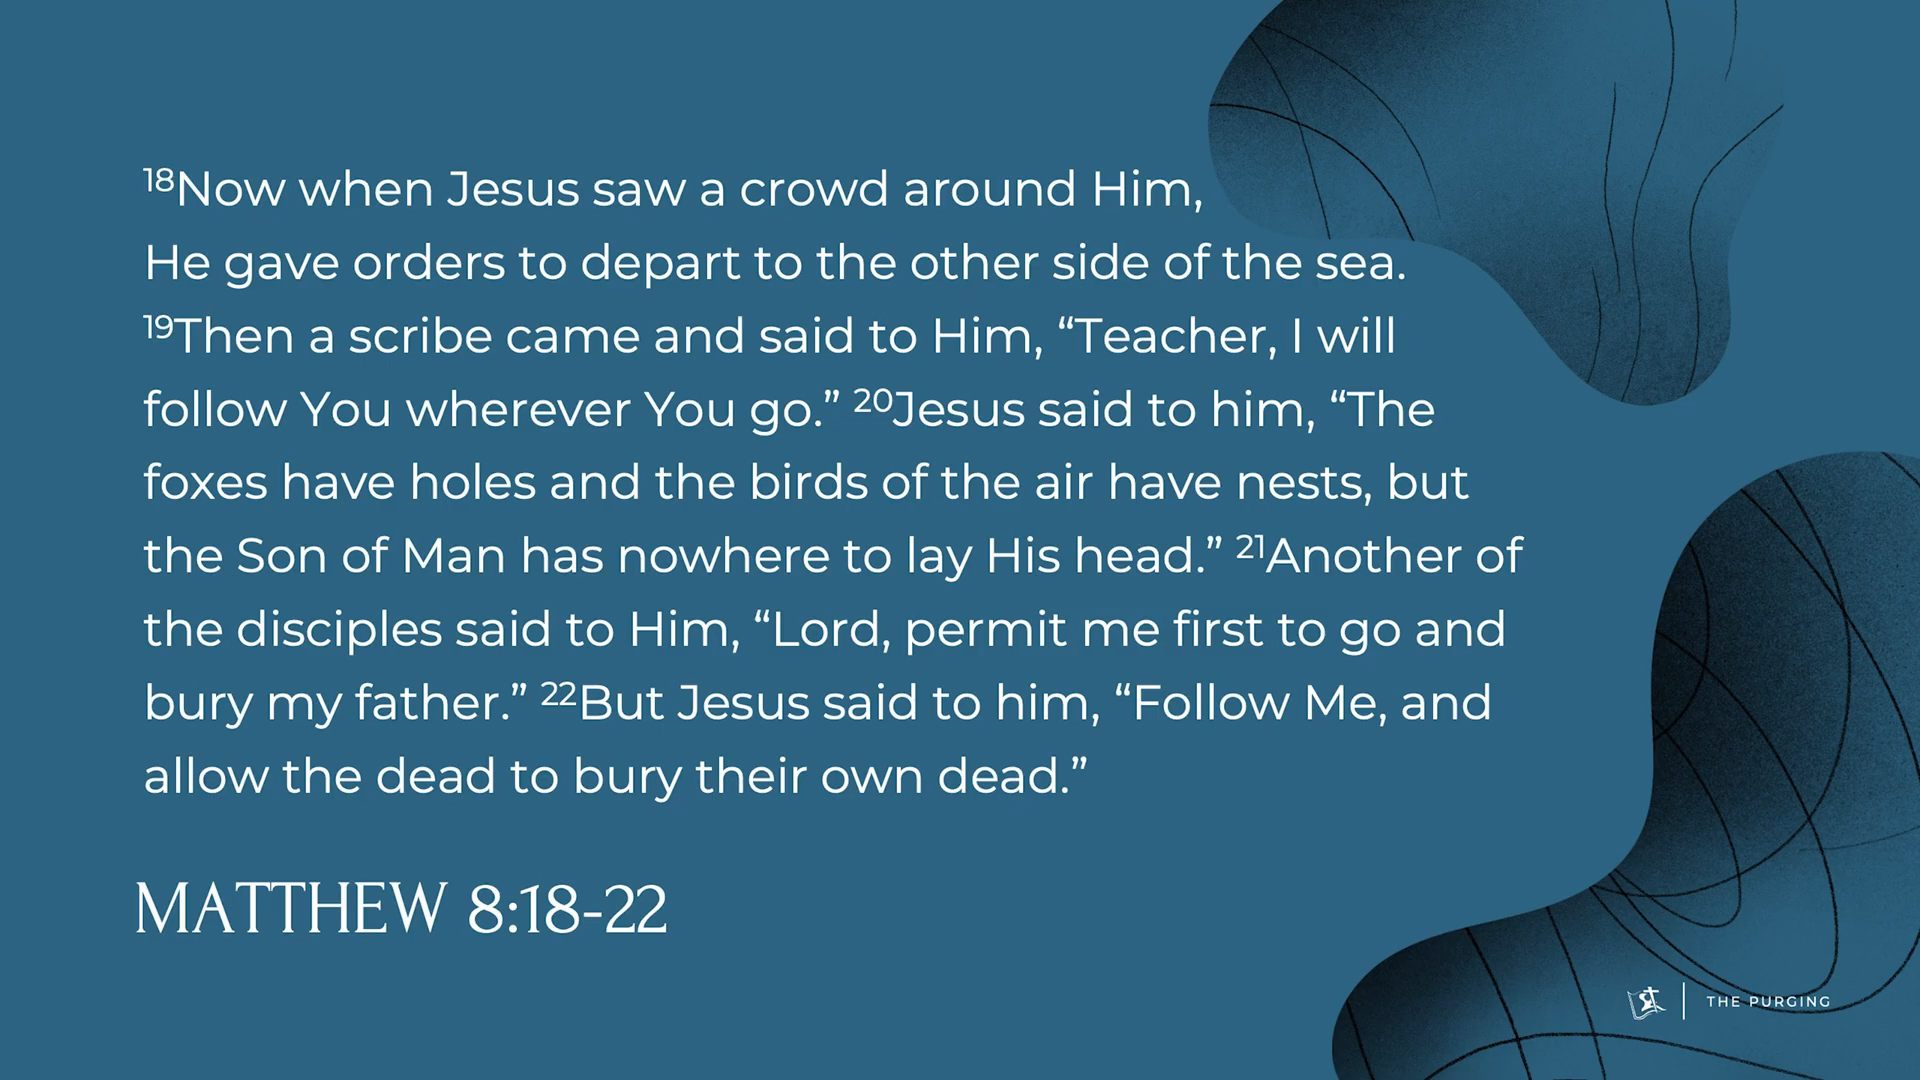 ¹⁸Now when Jesus saw a crowd around Him,
He gave orders to depart to the other side of the sea.
¹⁹Then a scribe came and said to Him, “Teacher, I will
follow You wherever You go.” ²⁰Jesus said to him, “The
foxes have holes and the birds of the air have nests, but
the Son of Man has nowhere to lay His head.” ²¹Another of
the disciples said to Him, “Lord, permit me first to go and
bury my father.” ²²But Jesus said to him, “Follow Me, and
allow the dead to bury their own dead.”
MATTHEW 8:18-22
THE PURGING